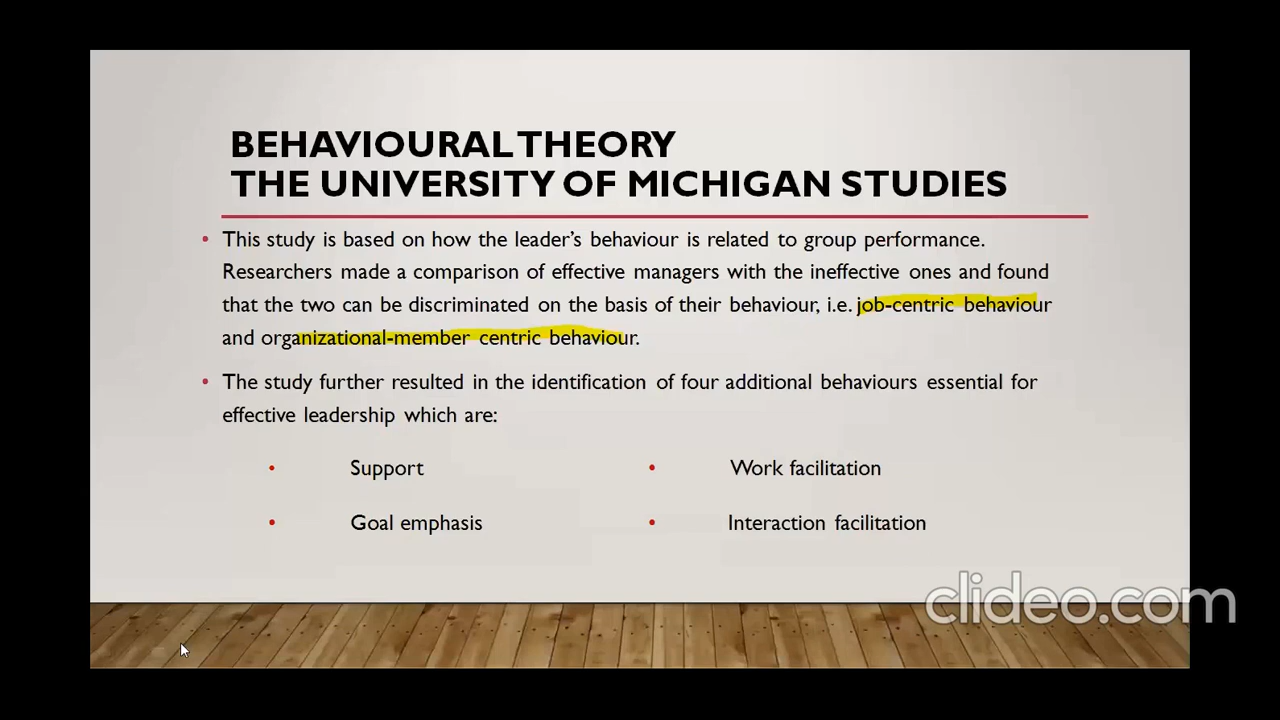 BEHAVIOURAL THEORY
THE UNIVERSITY OF MICHIGAN STUDIES
• This study is based on how the leader's behaviour is related to group performance.
Researchers made a comparison of effective managers with the ineffective ones and found
that the two can be discriminated on the basis of their behaviour, i.e. job-centric behaviour
and organizational-member centric behaviour.
• The study further resulted in the identification of four additional behaviours essential for
effective leadership which are:
• Support • Work facilitation
• Goal emphasis • Interaction facilitation
clideo.com